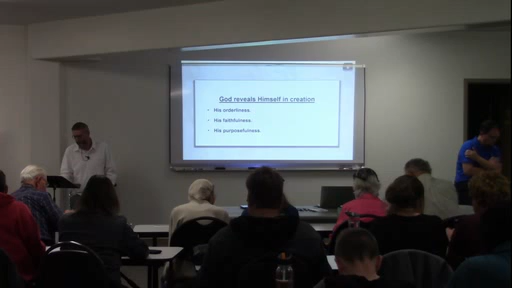 God reveals Himself in creation
• His orderliness.
• His faithfulness.
• His purposefulness.